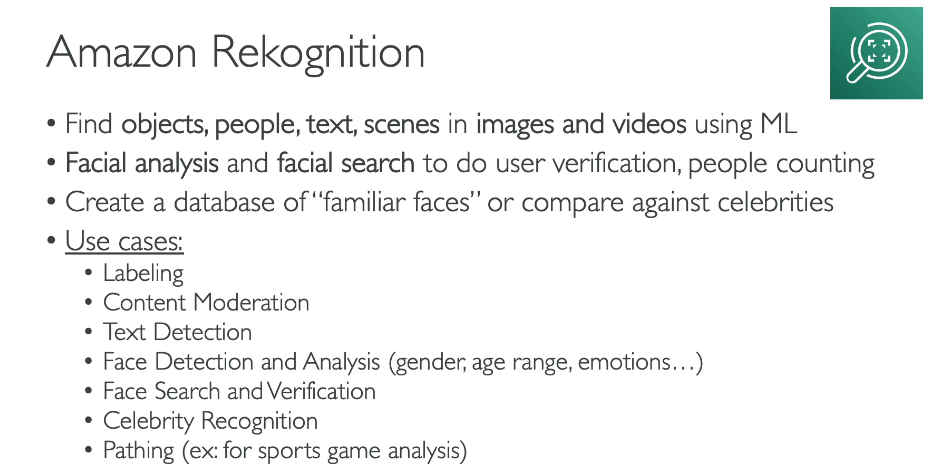 Amazon Rekognition
• Find objects, people, text, scenes in images and videos using ML
• Facial analysis and facial search to do user verification, people counting
• Create a database of “familiar faces” or compare against celebrities
• Use cases:
• Labeling
• Content Moderation
• Text Detection
• Face Detection and Analysis (gender, age range, emotions…)
• Face Search and Verification
• Celebrity Recognition
• Pathing (ex: for sports game analysis)